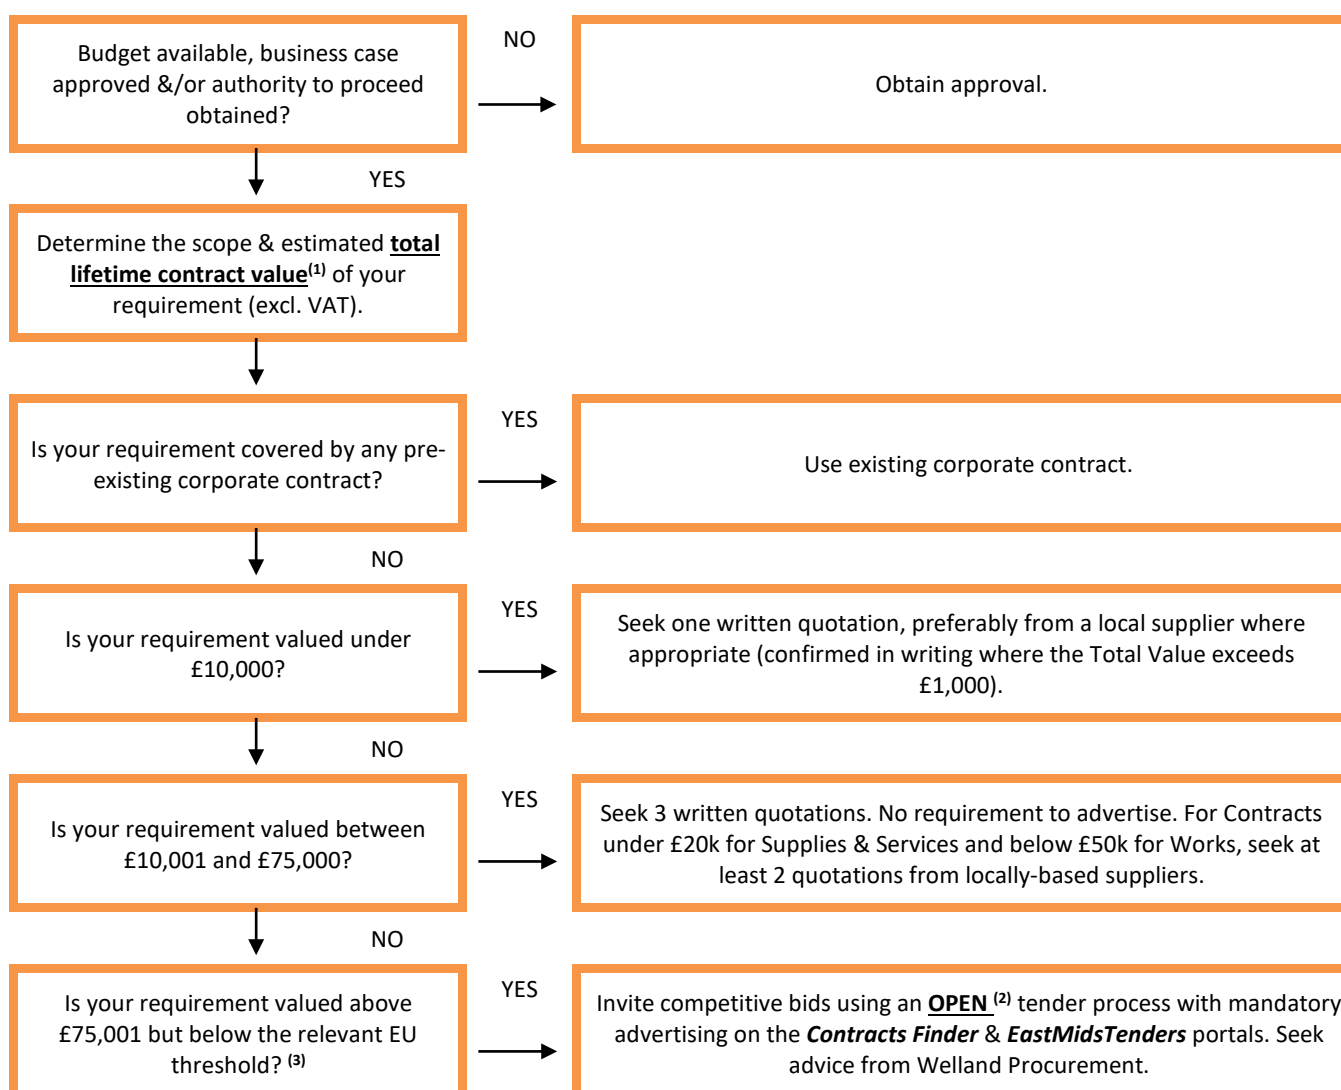 Budget available, business case
approved &/or authority to proceed
obtained?
NO
Obtain approval.
YES
Determine the scope & estimated total
lifetime contract value(1) of your
requirement (excl. VAT).
Is your requirement covered by any pre-
existing corporate contract?
YES
Use existing corporate contract.
NO
Is your requirement valued under
£10,000?
YES
Seek one written quotation, preferably from a local supplier where
appropriate (confirmed in writing where the Total Value exceeds
£1,000).
NO
Is your requirement valued between
£10,001 and £75,000?
YES
Seek 3 written quotations. No requirement to advertise. For Contracts
under £20k for Supplies & Services and below £50k for Works, seek at
least 2 quotations from locally-based suppliers.
NO
Is your requirement valued above
£75,001 but below the relevant EU
threshold? (3)
YES
Invite competitive bids using an OPEN (2) tender process with mandatory
advertising on the Contracts Finder & EastMidsTenders portals. Seek
advice from Welland Procurement.